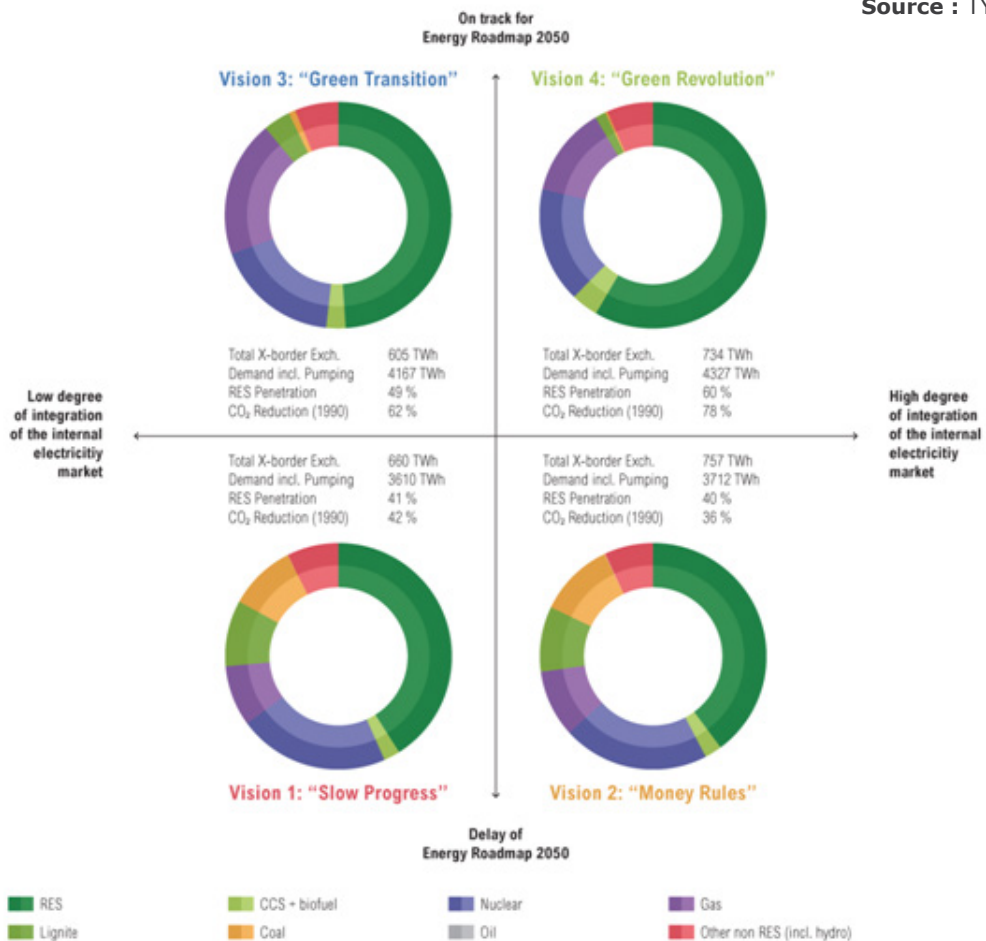 Source : TY
On track for
Energy Roadmap 2050
Vision 3: “Green Transition”
Vision 4: “Green Revolution”
Total X-border Exch. 605 TWh
Demand incl. Pumping 4167 TWh
RES Penetration 49 %
CO₂ Reduction (1990) 62 %
Total X-border Exch. 734 TWh
Demand incl. Pumping 4327 TWh
RES Penetration 60 %
CO₂ Reduction (1990) 78 %
Low degree
of integration
of the internal
electricitiy
market
High degree
of integration
of the internal
electricitiy
market
Total X-border Exch. 660 TWh
Demand incl. Pumping 3610 TWh
RES Penetration 41 %
CO₂ Reduction (1990) 42 %
Total X-border Exch. 757 TWh
Demand incl. Pumping 3712 TWh
RES Penetration 40 %
CO₂ Reduction (1990) 36 %
Vision 1: “Slow Progress”
Vision 2: “Money Rules”
Delay of
Energy Roadmap 2050
RES CCS + biofuel Nuclear Gas
Lignite Coal Oil Other non RES (incl. hydro)